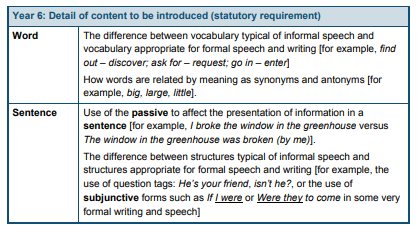 Year 6: Detail of content to be introduced (statutory requirement)
Word
The difference between vocabulary typical of informal speech and
vocabulary appropriate for formal speech and writing [for example, find
out – discover; ask for – request; go in – enter]
How words are related by meaning as synonyms and antonyms [for
example, big, large, little].
Sentence
Use of the passive to affect the presentation of information in a
sentence [for example, I broke the window in the greenhouse versus
The window in the greenhouse was broken (by me)].
The difference between structures typical of informal speech and
structures appropriate for formal speech and writing [for example, the
use of question tags: He's your friend, isn't he?, or the use of
subjunctive forms such as If I were or Were they to come in some very
formal writing and speech]